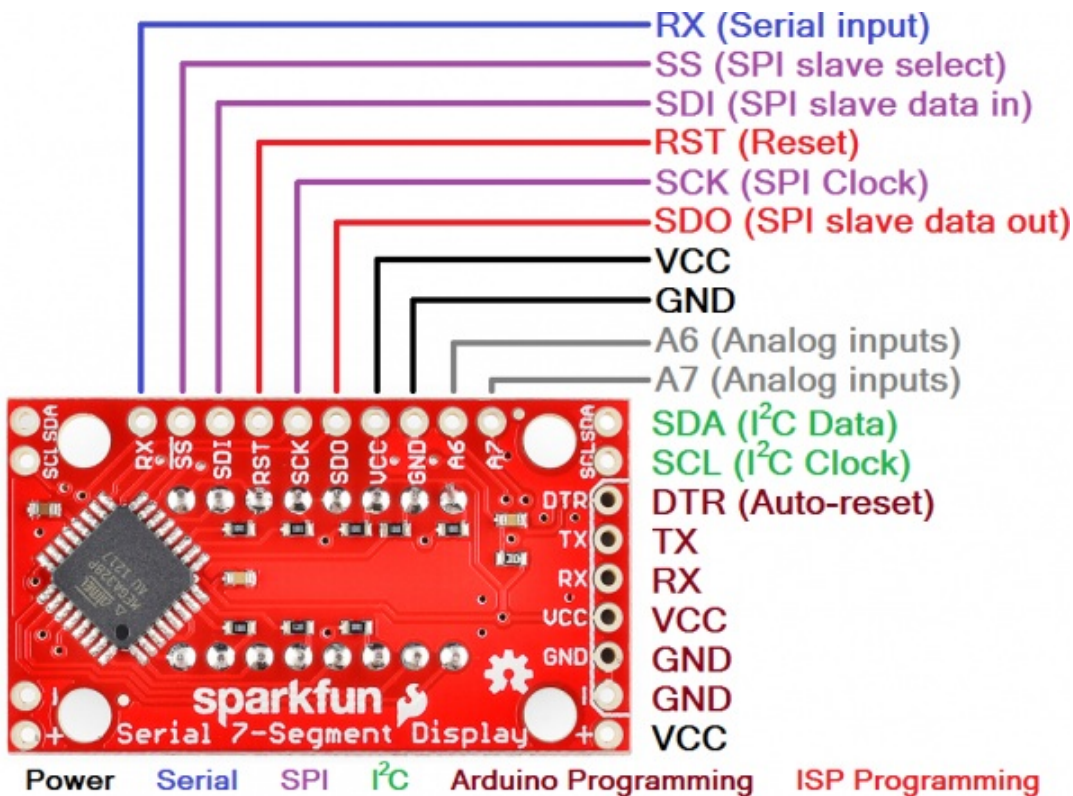 RX (Serial input)
SS (SPI slave select)
SDI (SPI slave data in)
RST (Reset)
SCK (SPI Clock)
SDO (SPI slave data out)
VCC
GND
A6 (Analog inputs)
A7 (Analog inputs)
SDA (I²C Data)
SCL (I²C Clock)
DTR (Auto-reset)
TX
RX
VCC
GND
GND
VCC
SCL SDA
RX SS SDI RST SCK SDO VCC GND A6 A7
SCL SDA
DTR
TX
RX
VCC
GND
ATMEL
MEGA328P
AU 1217
- -
+ +
sparkfun
Serial 7-Segment Display
Power Serial SPI I²C Arduino Programming ISP Programming